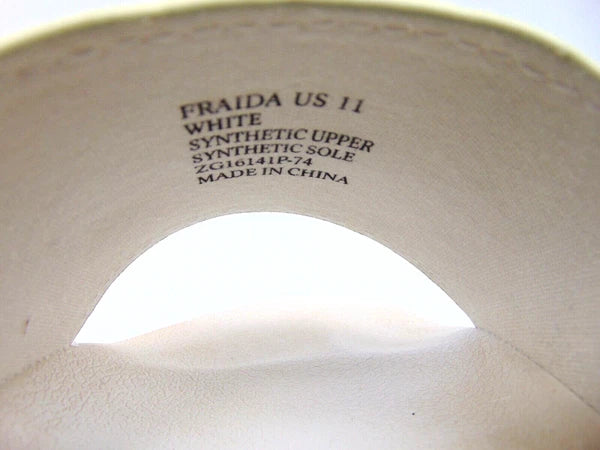 FRAIDA US 11
WHITE
SYNTHETIC UPPER
SYNTHETIC SOLE
ZG16141P-74
MADE IN CHINA